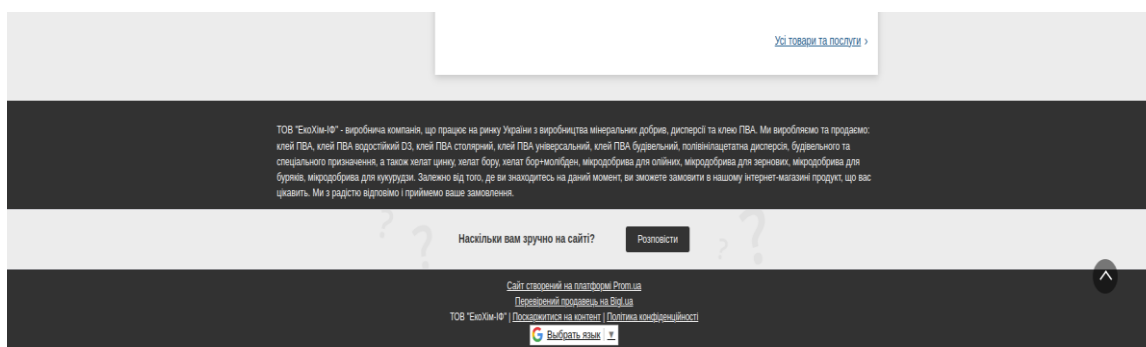 Усі товари та послуги ›
ТОВ "ЕкоХім-ІФ" - виробнича компанія, що працює на ринку України з виробництва мінеральних добрив, дисперсії та клею ПВА. Ми виробляємо та продаємо:
клей ПВА, клей ПВА водостійкий D3, клей ПВА столярний, клей ПВА універсальний, клей ПВА будівельний, полівінілацетатна дисперсія, будівельного та
спеціального призначення, а також хелат цинку, хелат бору, хелат бор+молібден, мікродобрива для олійних, мікродобрива для зернових, мікродобрива для
буряків, мікродобрива для кукурудзи. Залежно від того, де ви знаходитесь на даний момент, ви зможете замовити в нашому інтернет-магазині продукт, що вас
цікавить. Ми з радістю відповімо і приймемо ваше замовлення.
Наскільки вам зручно на сайті? Розповісти
Сайт створений на платформі Prom.ua
Перевірений продавець на Bigl.ua
ТОВ "ЕкоХім-ІФ" | Поскаржитися на контент | Політика конфіденційності
Выбрать язык ▼